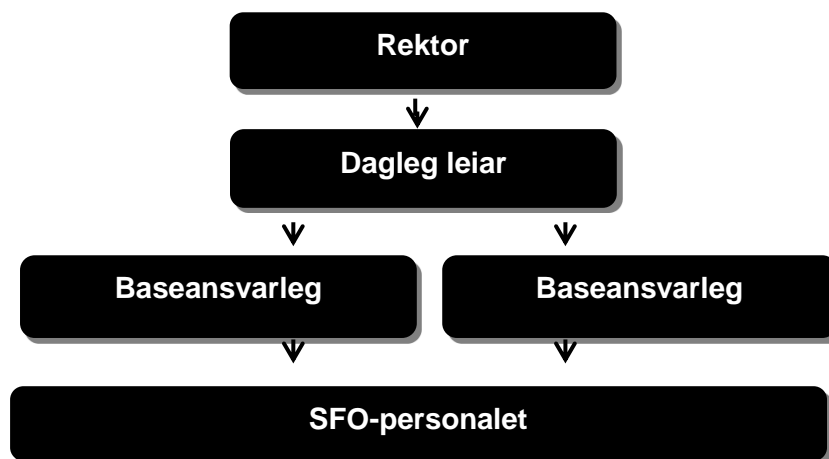 Rektor
Dagleg leiar
Baseansvarleg
Baseansvarleg
SFO-personalet